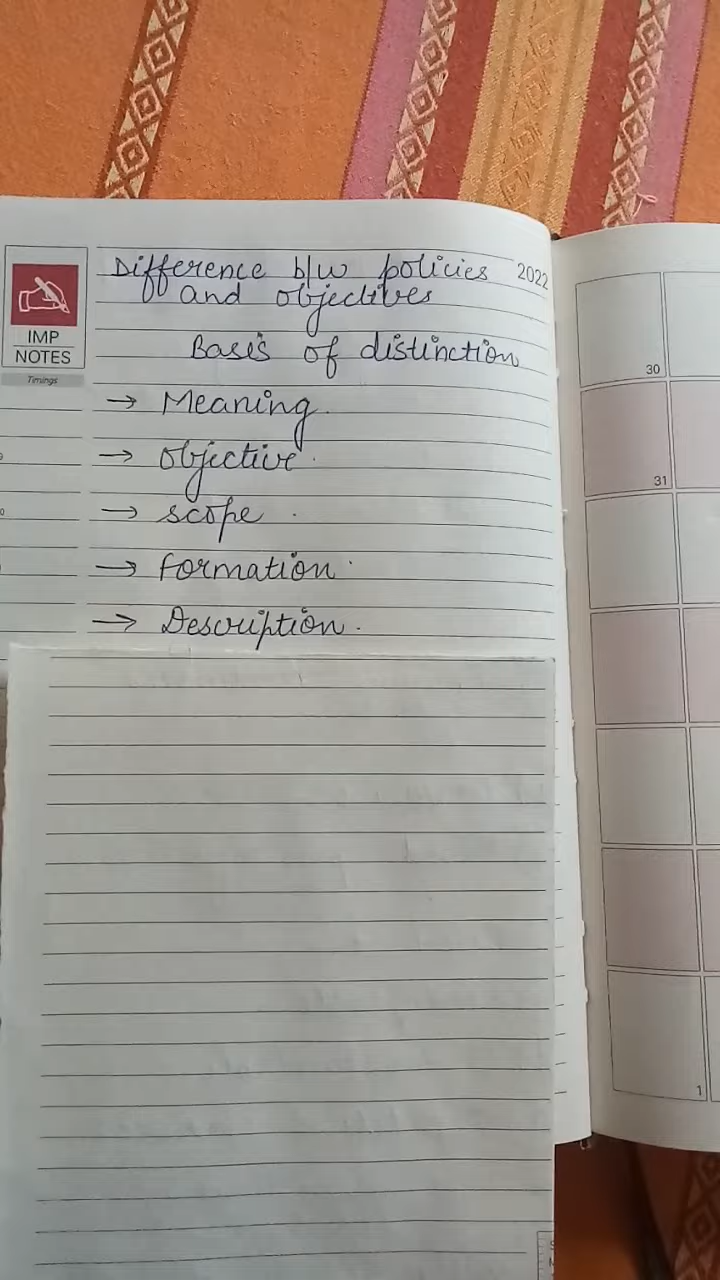 Difference b/w policies 2022
and objectives
IMP
NOTES
Basis of distinction
Timings
→ Meaning.
→ objective.
→ scope.
→ formation.
→ Description.
30
31
1